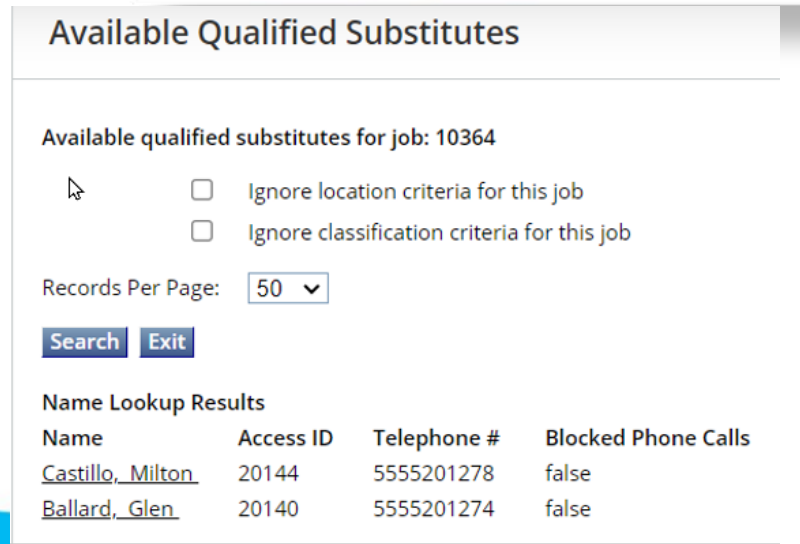 Available Qualified Substitutes
Available qualified substitutes for job: 10364
Ignore location criteria for this job
Ignore classification criteria for this job
Records Per Page: 50
Search Exit
Name Lookup Results
Name Access ID Telephone # Blocked Phone Calls
Castillo, Milton 20144 5555201278 false
Ballard, Glen 20140 5555201274 false